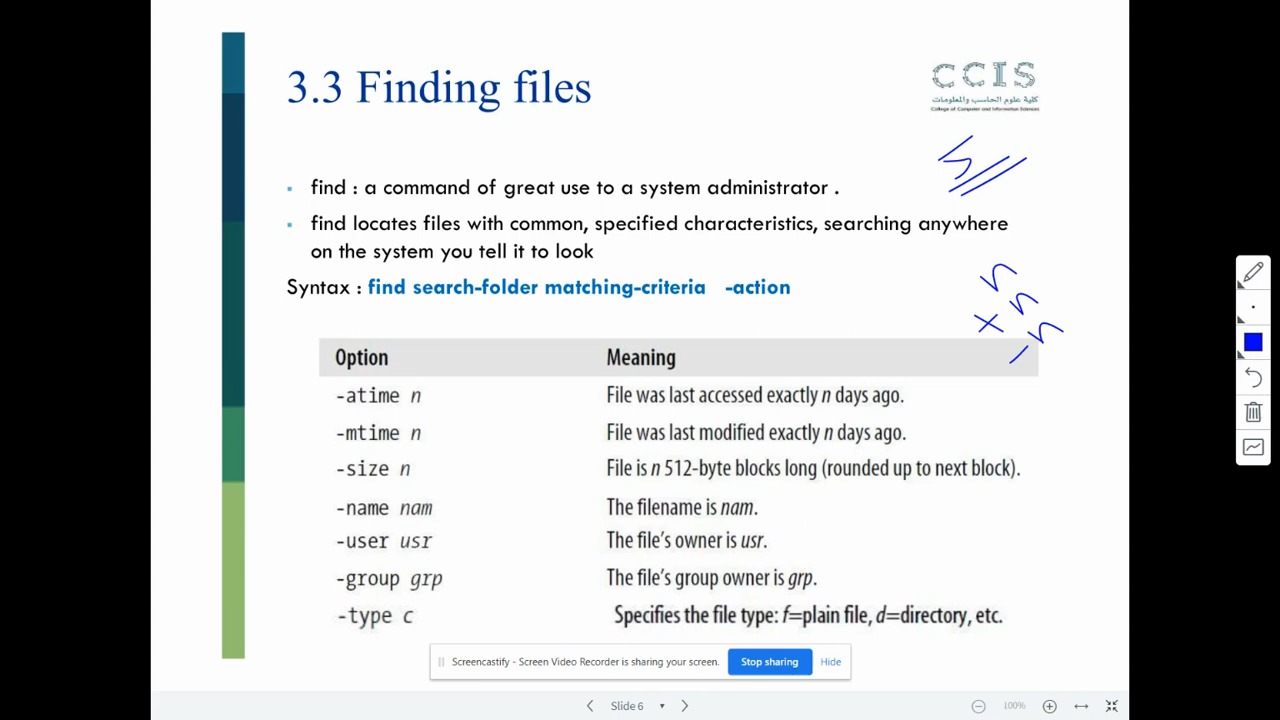 3.3 Finding files
CCIS
كلية علوم الحاسب والمعلومات
College of Computer and Information Sciences
find : a command of great use to a system administrator .
find locates files with common, specified characteristics, searching anywhere
on the system you tell it to look
Syntax : find search-folder matching-criteria -action
n
+ n
- n
Option Meaning
-atime n File was last accessed exactly n days ago.
-mtime n File was last modified exactly n days ago.
-size n File is n 512-byte blocks long (rounded up to next block).
-name nam The filename is nam.
-user usr The file's owner is usr.
-group grp The file's group owner is grp.
-type c Specifies the file type: f=plain file, d=directory, etc.
Screencastify - Screen Video Recorder is sharing your screen. Stop sharing Hide
Slide 6
100%